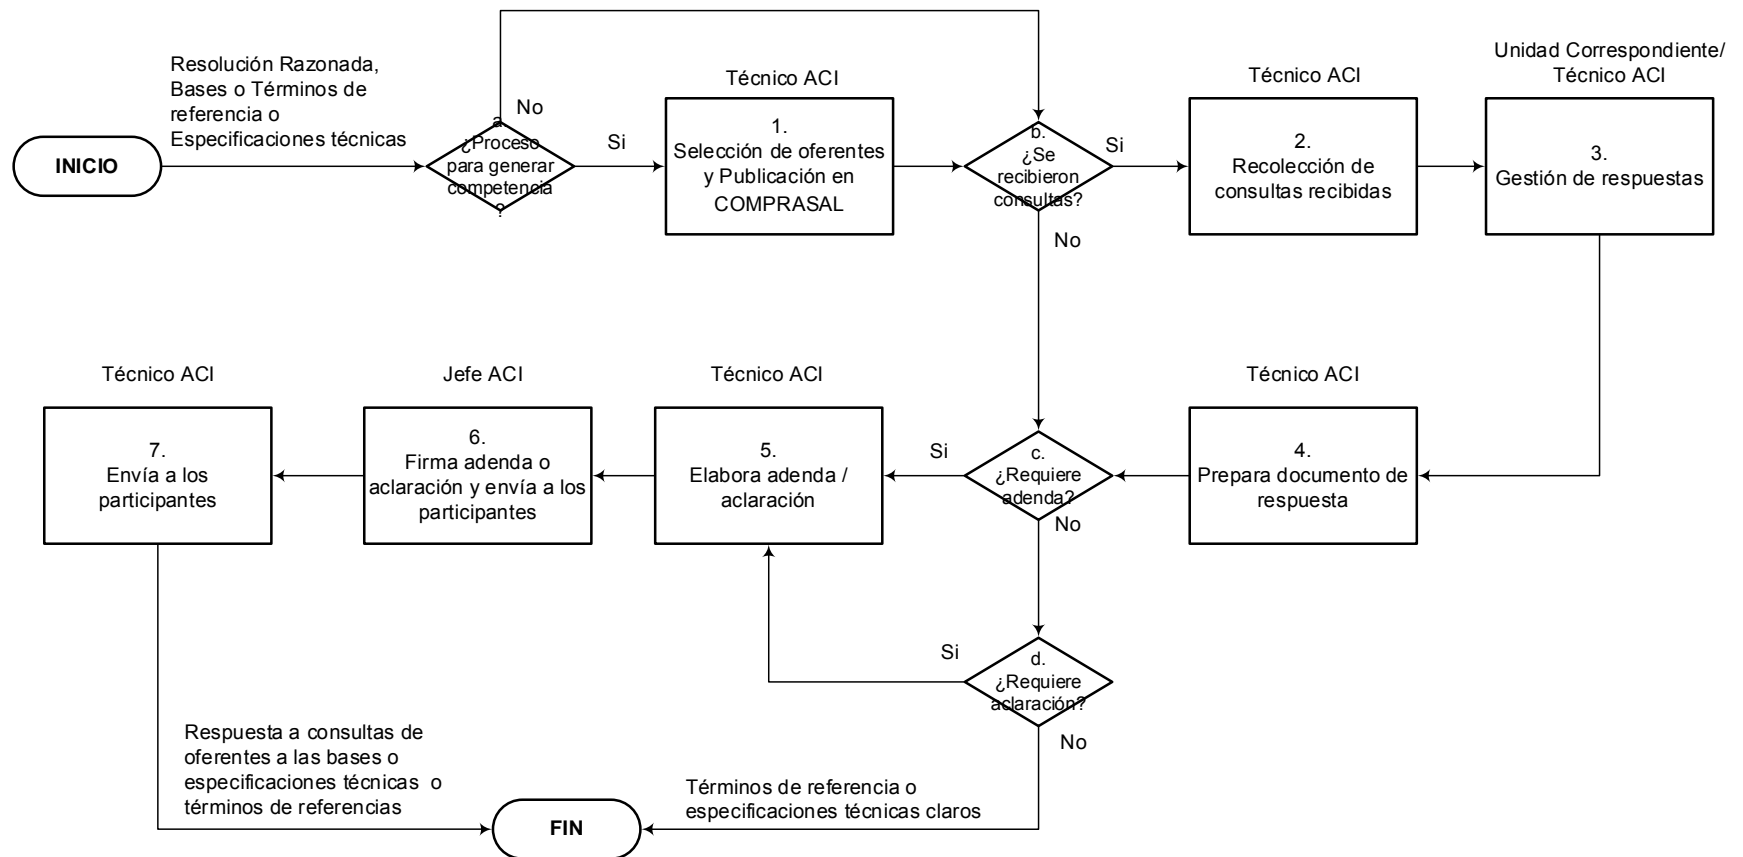 Resolución Razonada,
Bases o Términos de
referencia o
Especificaciones técnicas
INICIO
a
¿Proceso
para generar
competencia
?
No
Si
Técnico ACI
1.
Selección de oferentes
y Publicación en
COMPRASAL
b.
¿Se
recibieron
consultas?
Si
No
Técnico ACI
2.
Recolección de
consultas recibidas
Unidad Correspondiente/
Técnico ACI
3.
Gestión de respuestas
Técnico ACI
7.
Envía a los
participantes
Jefe ACI
6.
Firma adenda o
aclaración y envía a los
participantes
Técnico ACI
5.
Elabora adenda /
aclaración
Si
c.
¿Requiere
adenda?
No
Técnico ACI
4.
Prepara documento de
respuesta
Si
d.
¿Requiere
aclaración?
No
Respuesta a consultas de
oferentes a las bases o
especificaciones técnicas o
términos de referencias
FIN
Términos de referencia o
especificaciones técnicas claros